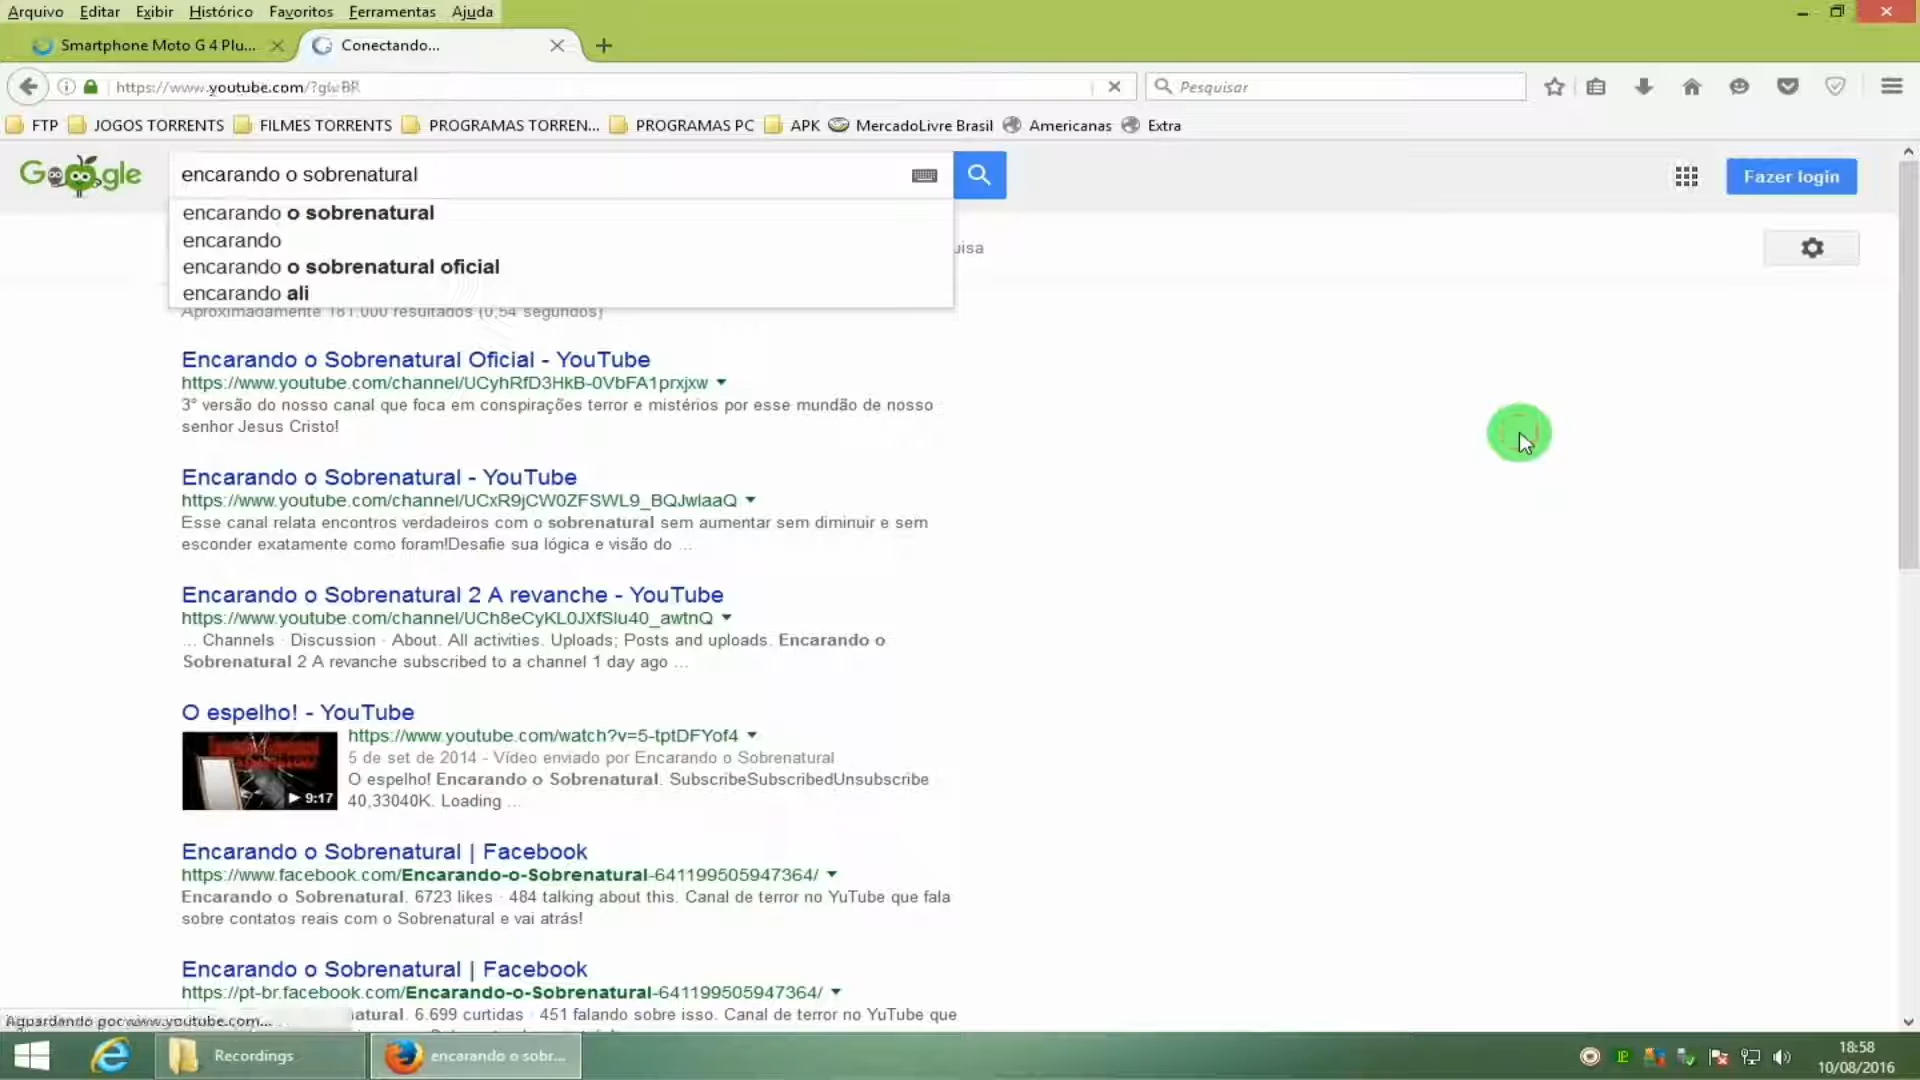 Arquivo Editar Exibir Histórico Favoritos Ferramentas Ajuda
Smartphone Moto G 4 Plu... Conectando...
https://www.youtube.com/?gl=BR Pesquisar
FTP JOGOS TORRENTS FILMES TORRENTS PROGRAMAS TORREN... PROGRAMAS PC APK MercadoLivre Brasil Americanas Extra
Google encarando o sobrenatural Fazer login
encarando o sobrenatural
encarando
encarando o sobrenatural oficial
encarando ali
Aproximadamente 181.000 resultados (0,54 segundos)
Encarando o Sobrenatural Oficial - YouTube
https://www.youtube.com/channel/UCyhRfD3HkB-0VbFA1prxjxw
3° versão do nosso canal que foca em conspirações terror e mistérios por esse mundão de nosso
senhor Jesus Cristo!
Encarando o Sobrenatural - YouTube
https://www.youtube.com/channel/UCxR9jCW0ZFSWL9_BQJwlaaQ
Esse canal relata encontros verdadeiros com o sobrenatural sem aumentar sem diminuir e sem
esconder exatamente como foram!Desafie sua lógica e visão do ...
Encarando o Sobrenatural 2 A revanche - YouTube
https://www.youtube.com/channel/UCh8eCyKL0JXfSlu40_awtnQ
... Channels · Discussion · About. All activities. Uploads; Posts and uploads. Encarando o
Sobrenatural 2 A revanche subscribed to a channel 1 day ago ...
O espelho! - YouTube
https://www.youtube.com/watch?v=5-tptDFYof4
5 de set de 2014 - Vídeo enviado por Encarando o Sobrenatural
O espelho! Encarando o Sobrenatural. SubscribeSubscribedUnsubscribe
9:17 40,33040K. Loading ...
Encarando o Sobrenatural | Facebook
https://www.facebook.com/Encarando-o-Sobrenatural-641199505947364/
Encarando o Sobrenatural. 6723 likes · 484 talking about this. Canal de terror no YuTube que fala
sobre contatos reais com o Sobrenatural e vai atrás!
Encarando o Sobrenatural | Facebook
https://pt-br.facebook.com/Encarando-o-Sobrenatural-641199505947364/
6.699 curtidas · 451 falando sobre isso. Canal de terror no YuTube que
www.youtube.com...
Recordings encarando o sobr... 18:58
10/08/2016